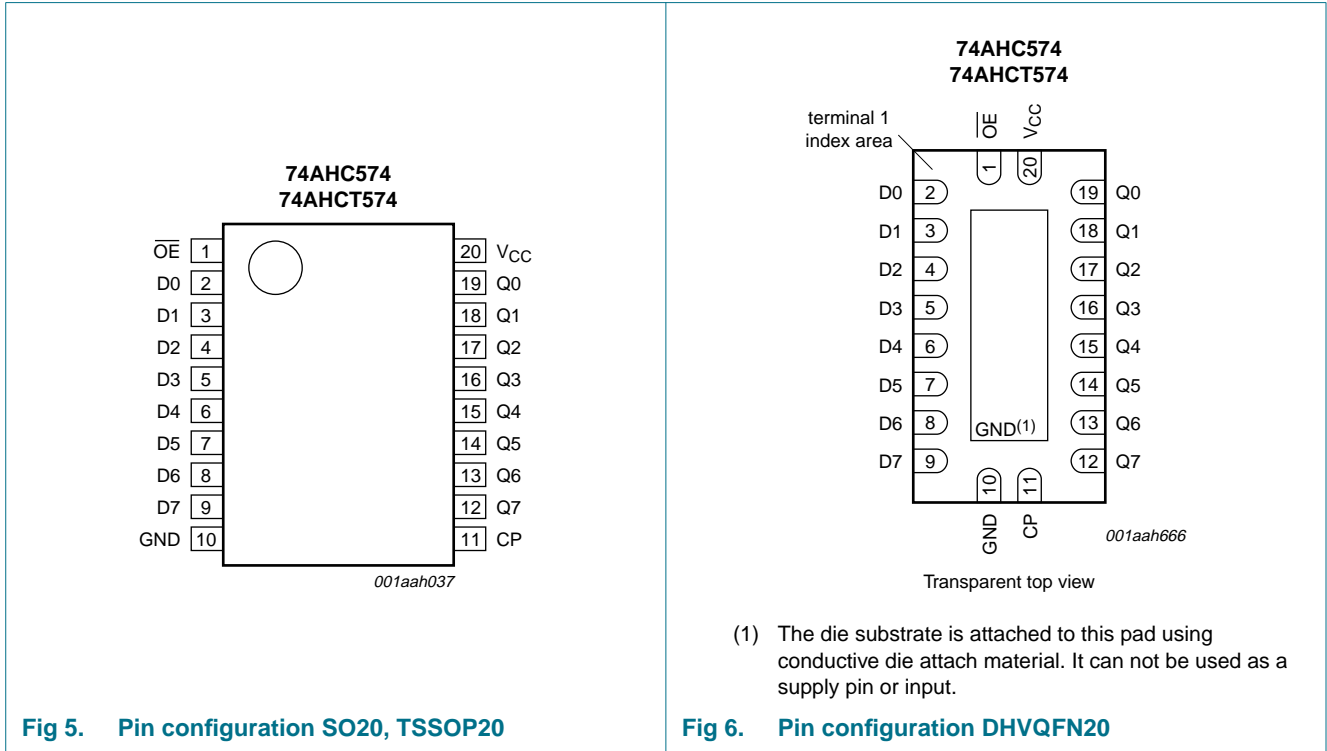 74AHC574
74AHCT574
OE 1
D0 2
D1 3
D2 4
D3 5
D4 6
D5 7
D6 8
D7 9
GND 10
20 VCC
19 Q0
18 Q1
17 Q2
16 Q3
15 Q4
14 Q5
13 Q6
12 Q7
11 CP
001aah037
Fig 5. Pin configuration SO20, TSSOP20
74AHC574
74AHCT574
terminal 1
index area
OE
VCC
1
20
D0 2
D1 3
D2 4
D3 5
D4 6
D5 7
D6 8
D7 9
19 Q0
18 Q1
17 Q2
16 Q3
15 Q4
14 Q5
13 Q6
12 Q7
GND(1)
10
11
GND
CP
001aah666
Transparent top view
(1) The die substrate is attached to this pad using
conductive die attach material. It can not be used as a
supply pin or input.
Fig 6. Pin configuration DHVQFN20